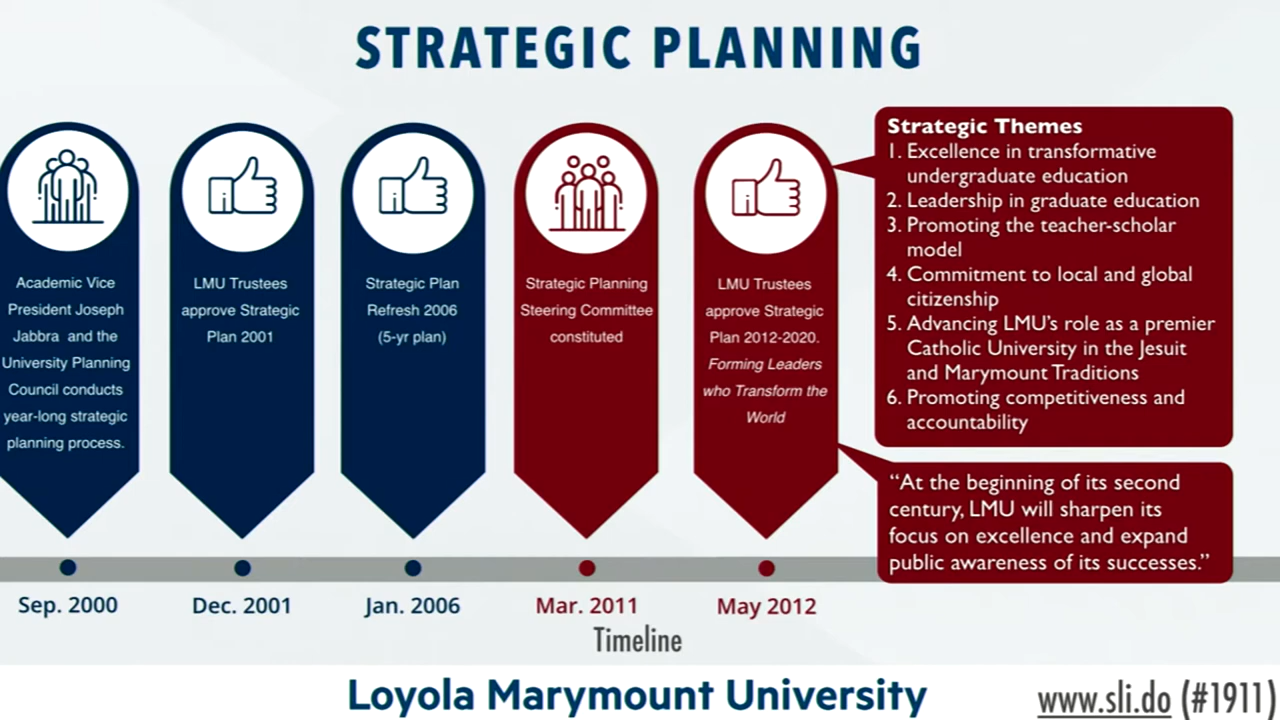 STRATEGIC PLANNING
Academic Vice
President Joseph
Jabbra and the
University Planning
Council conducts
year-long strategic
planning process.
LMU Trustees
approve Strategic
Plan 2001
Strategic Plan
Refresh 2006
(5-yr plan)
Strategic Planning
Steering Committee
constituted
LMU Trustees
approve Strategic
Plan 2012-2020.
Forming Leaders
who Transform the
World
Strategic Themes
1. Excellence in transformative
undergraduate education
2. Leadership in graduate education
3. Promoting the teacher-scholar
model
4. Commitment to local and global
citizenship
5. Advancing LMU's role as a premier
Catholic University in the Jesuit
and Marymount Traditions
6. Promoting competitiveness and
accountability
“At the beginning of its second
century, LMU will sharpen its
focus on excellence and expand
public awareness of its successes.”
Sep. 2000
Dec. 2001
Jan. 2006
Mar. 2011
May 2012
Timeline
Loyola Marymount University
www.sli.do (#1911)